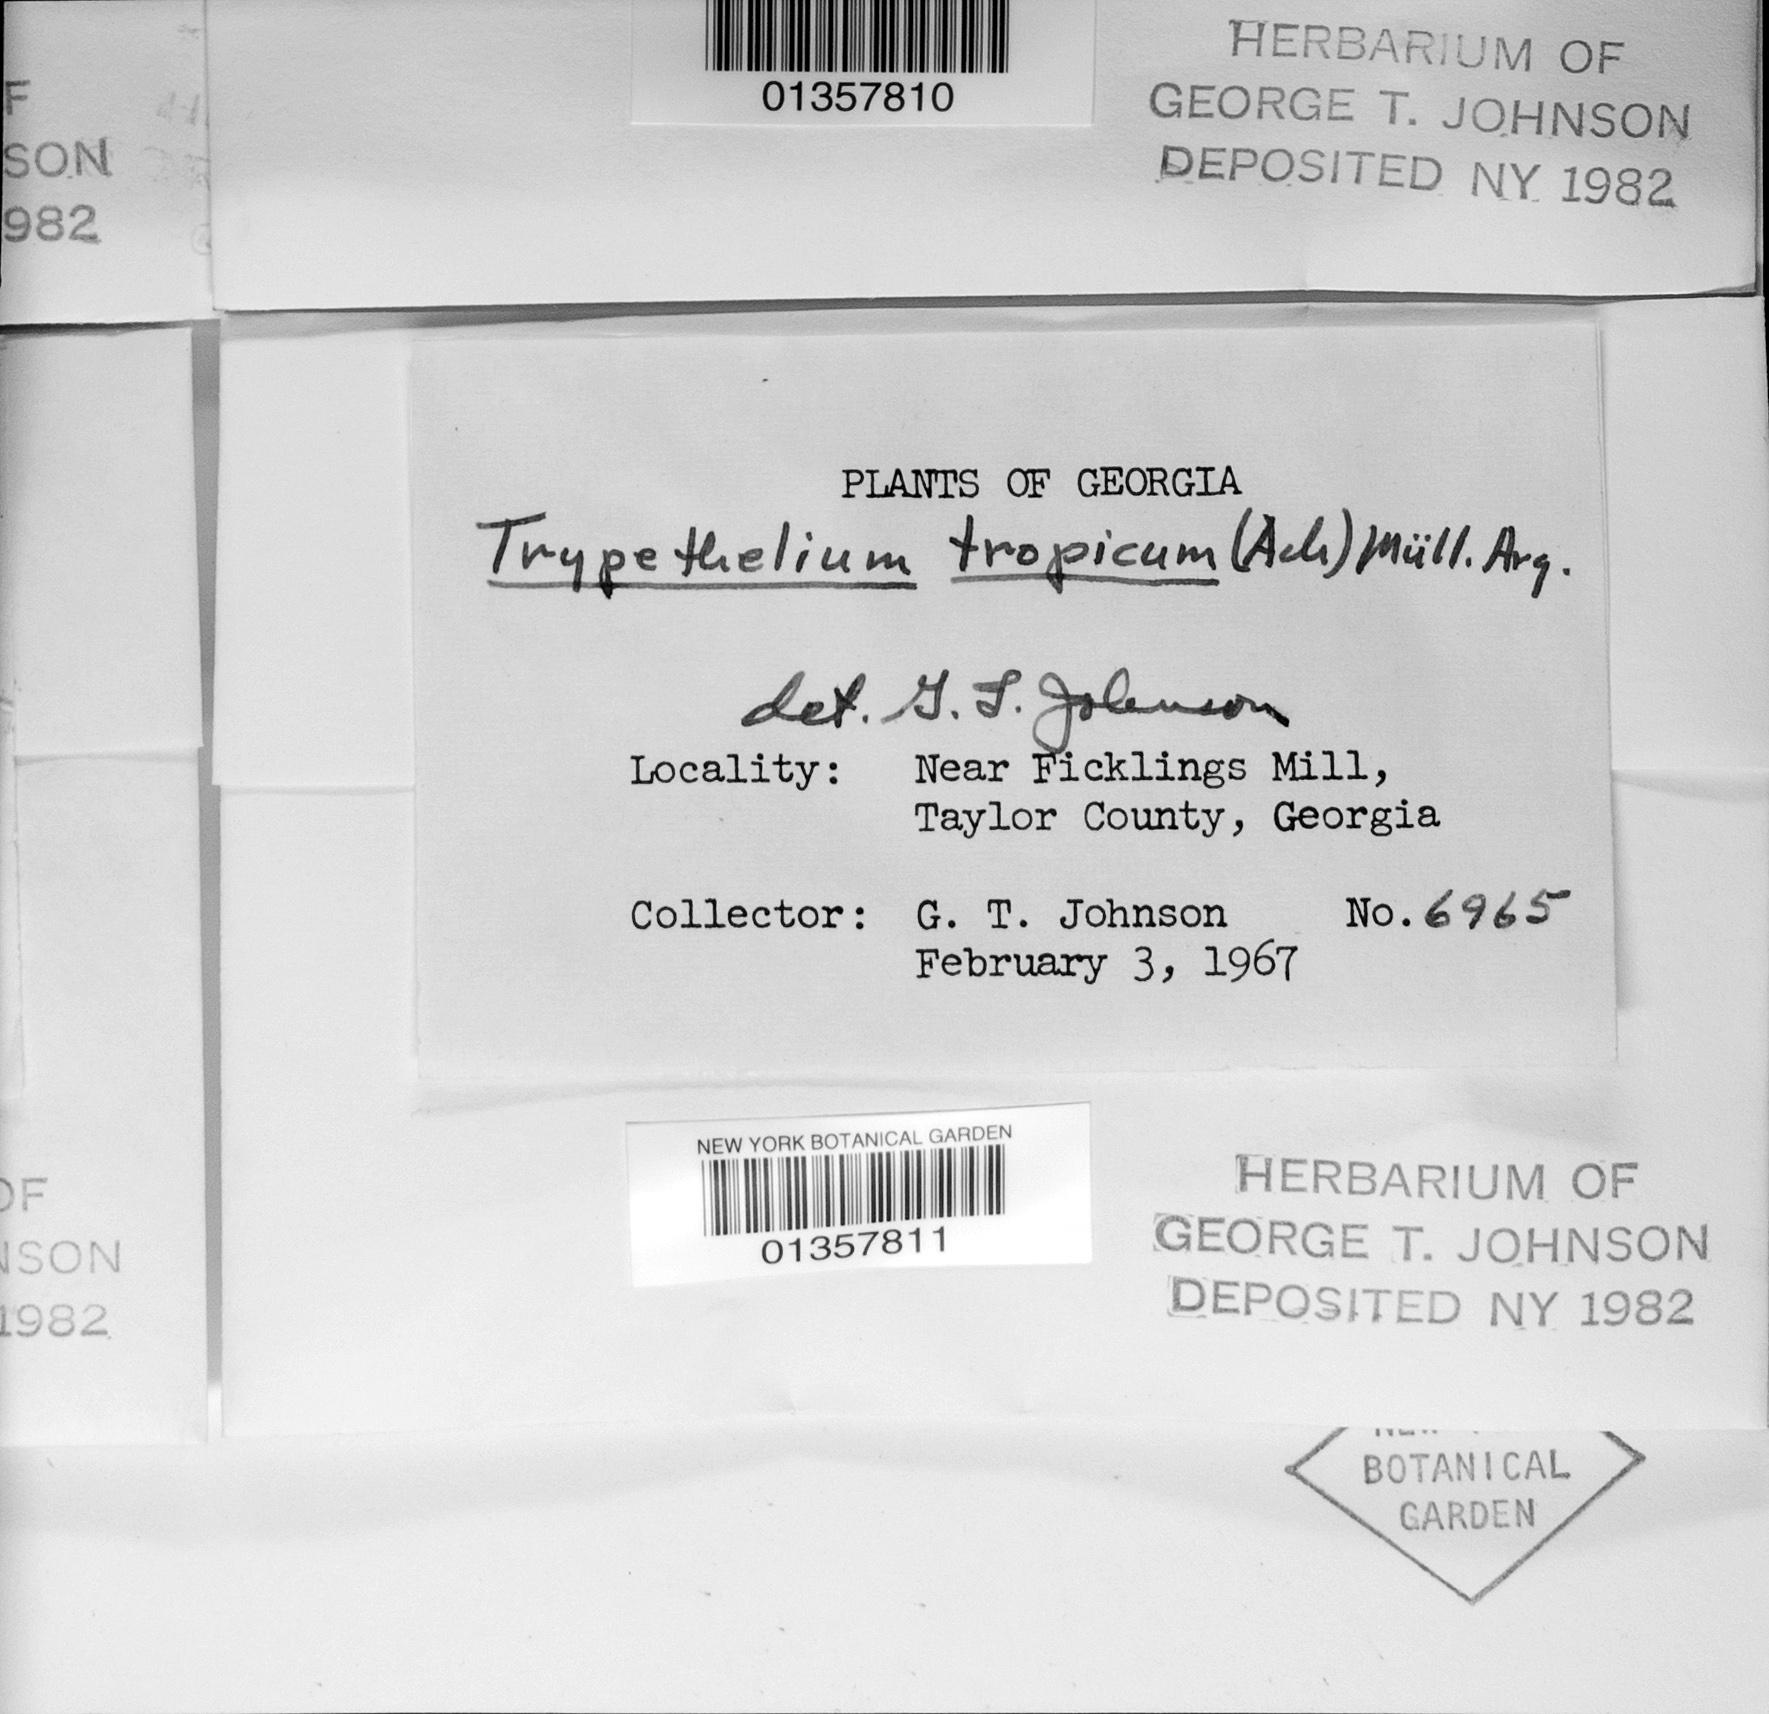 F
SON
982
01357810
HERBARIUM OF
GEORGE T. JOHNSON
DEPOSITED NY 1982
PLANTS OF GEORGIA
Trypethelium tropicum (Ach) Müll. Arg.
det. G. T. Johnson
Locality: Near Ficklings Mill,
Taylor County, Georgia
Collector: G. T. Johnson No. 6965
February 3, 1967
NEW YORK BOTANICAL GARDEN
01357811
HERBARIUM OF
GEORGE T. JOHNSON
DEPOSITED NY 1982
OF
NSON
1982
BOTANICAL
GARDEN